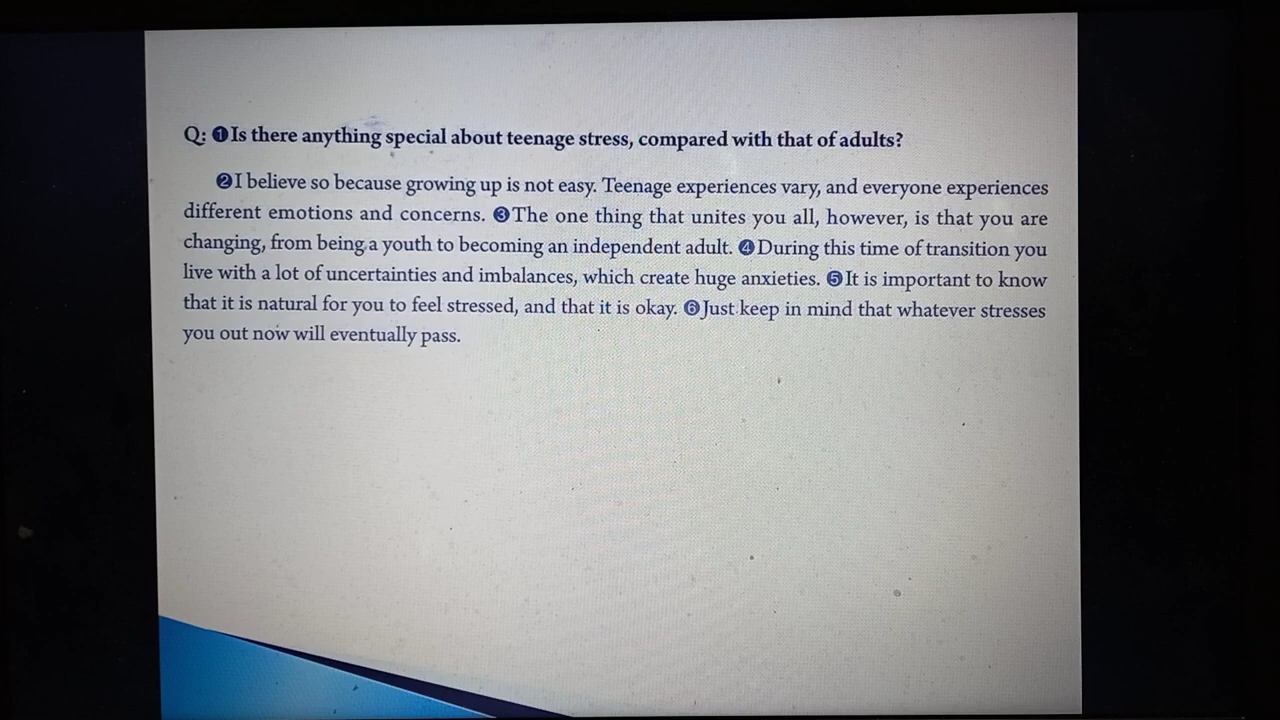 Q: ❶Is there anything special about teenage stress, compared with that of adults?
❷I believe so because growing up is not easy. Teenage experiences vary, and everyone experiences
different emotions and concerns. ❸The one thing that unites you all, however, is that you are
changing, from being a youth to becoming an independent adult. ❹During this time of transition you
live with a lot of uncertainties and imbalances, which create huge anxieties. ❺It is important to know
that it is natural for you to feel stressed, and that it is okay. ❻Just keep in mind that whatever stresses
you out now will eventually pass.